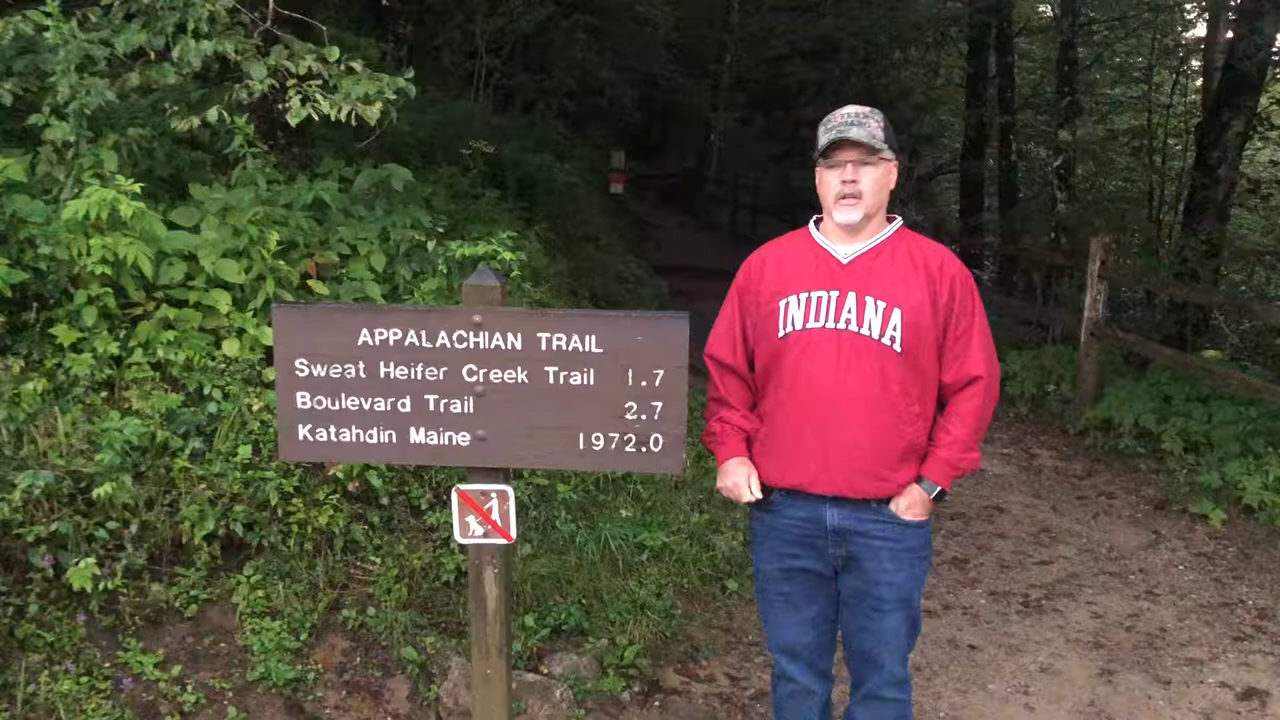 APPALACHIAN TRAIL
Sweat Heifer Creek Trail 1.7
Boulevard Trail 2.7
Katahdin Maine 1972.0
INDIANA